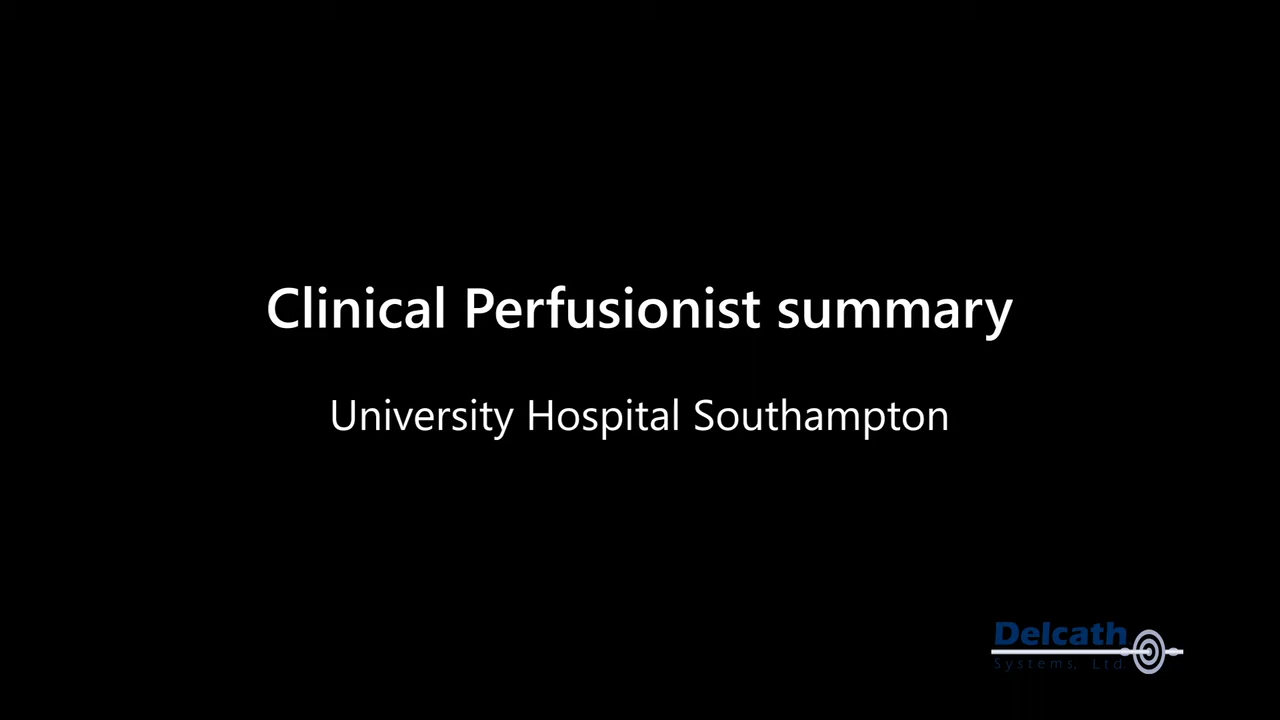 Clinical Perfusionist summary
University Hospital Southampton
Delcath
Systems, Ltd.